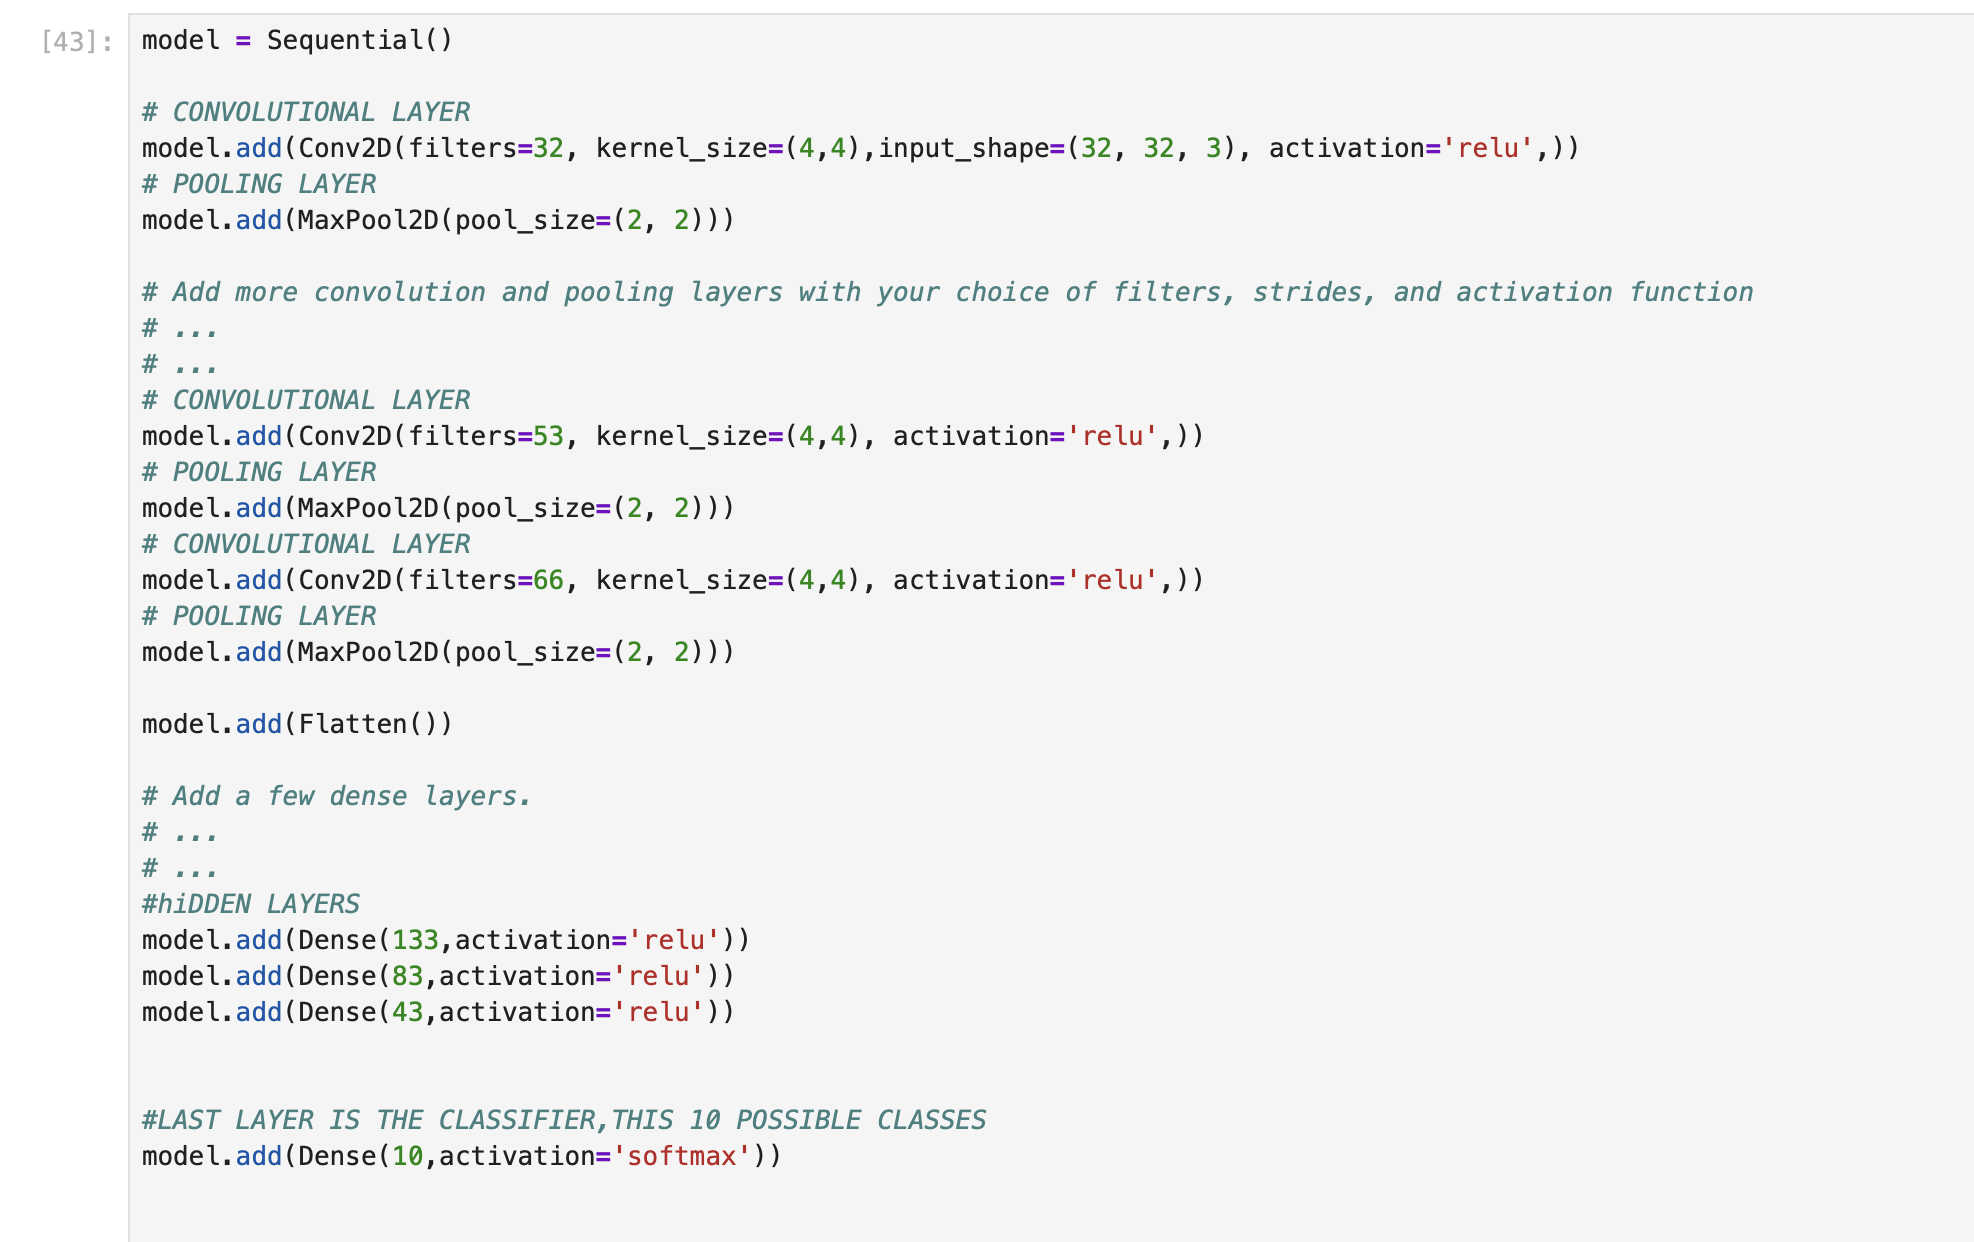 [43]: model = Sequential()
# CONVOLUTIONAL LAYER
model.add(Conv2D(filters=32, kernel_size=(4,4),input_shape=(32, 32, 3), activation='relu',))
# POOLING LAYER
model.add(MaxPool2D(pool_size=(2, 2)))
# Add more convolution and pooling layers with your choice of filters, strides, and activation function
# ...
# ...
# CONVOLUTIONAL LAYER
model.add(Conv2D(filters=53, kernel_size=(4,4), activation='relu',))
# POOLING LAYER
model.add(MaxPool2D(pool_size=(2, 2)))
# CONVOLUTIONAL LAYER
model.add(Conv2D(filters=66, kernel_size=(4,4), activation='relu',))
# POOLING LAYER
model.add(MaxPool2D(pool_size=(2, 2)))
model.add(Flatten())
# Add a few dense layers.
# ...
# ...
#hiDDEN LAYERS
model.add(Dense(133,activation='relu'))
model.add(Dense(83,activation='relu'))
model.add(Dense(43,activation='relu'))
#LAST LAYER IS THE CLASSIFIER,THIS 10 POSSIBLE CLASSES
model.add(Dense(10,activation='softmax'))